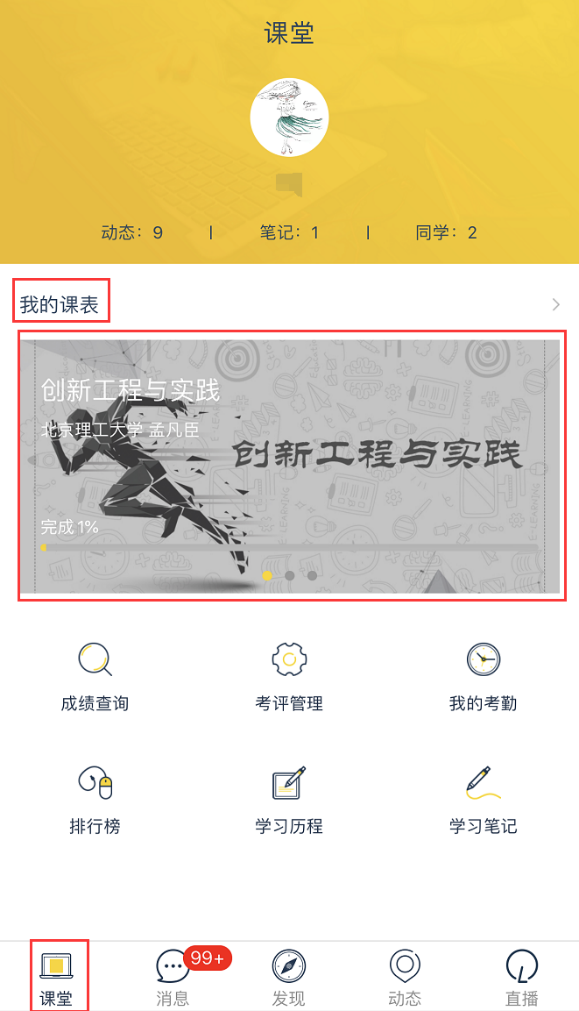 课堂
动态：9 | 笔记：1 | 同学：2
我的课表
创新工程与实践
北京理工大学 孟凡臣
创新工程与实践
完成 1%
成绩查询 考评管理 我的考勤
排行榜 学习历程 学习笔记
99+
课堂 消息 发现 动态 直播